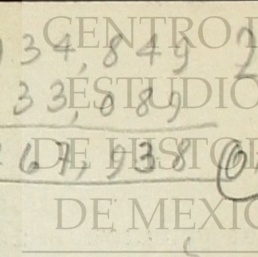 34,849
33,089
67,938
CENTRO D
ESTUDIO
DE HISTOR
DE MEXIC